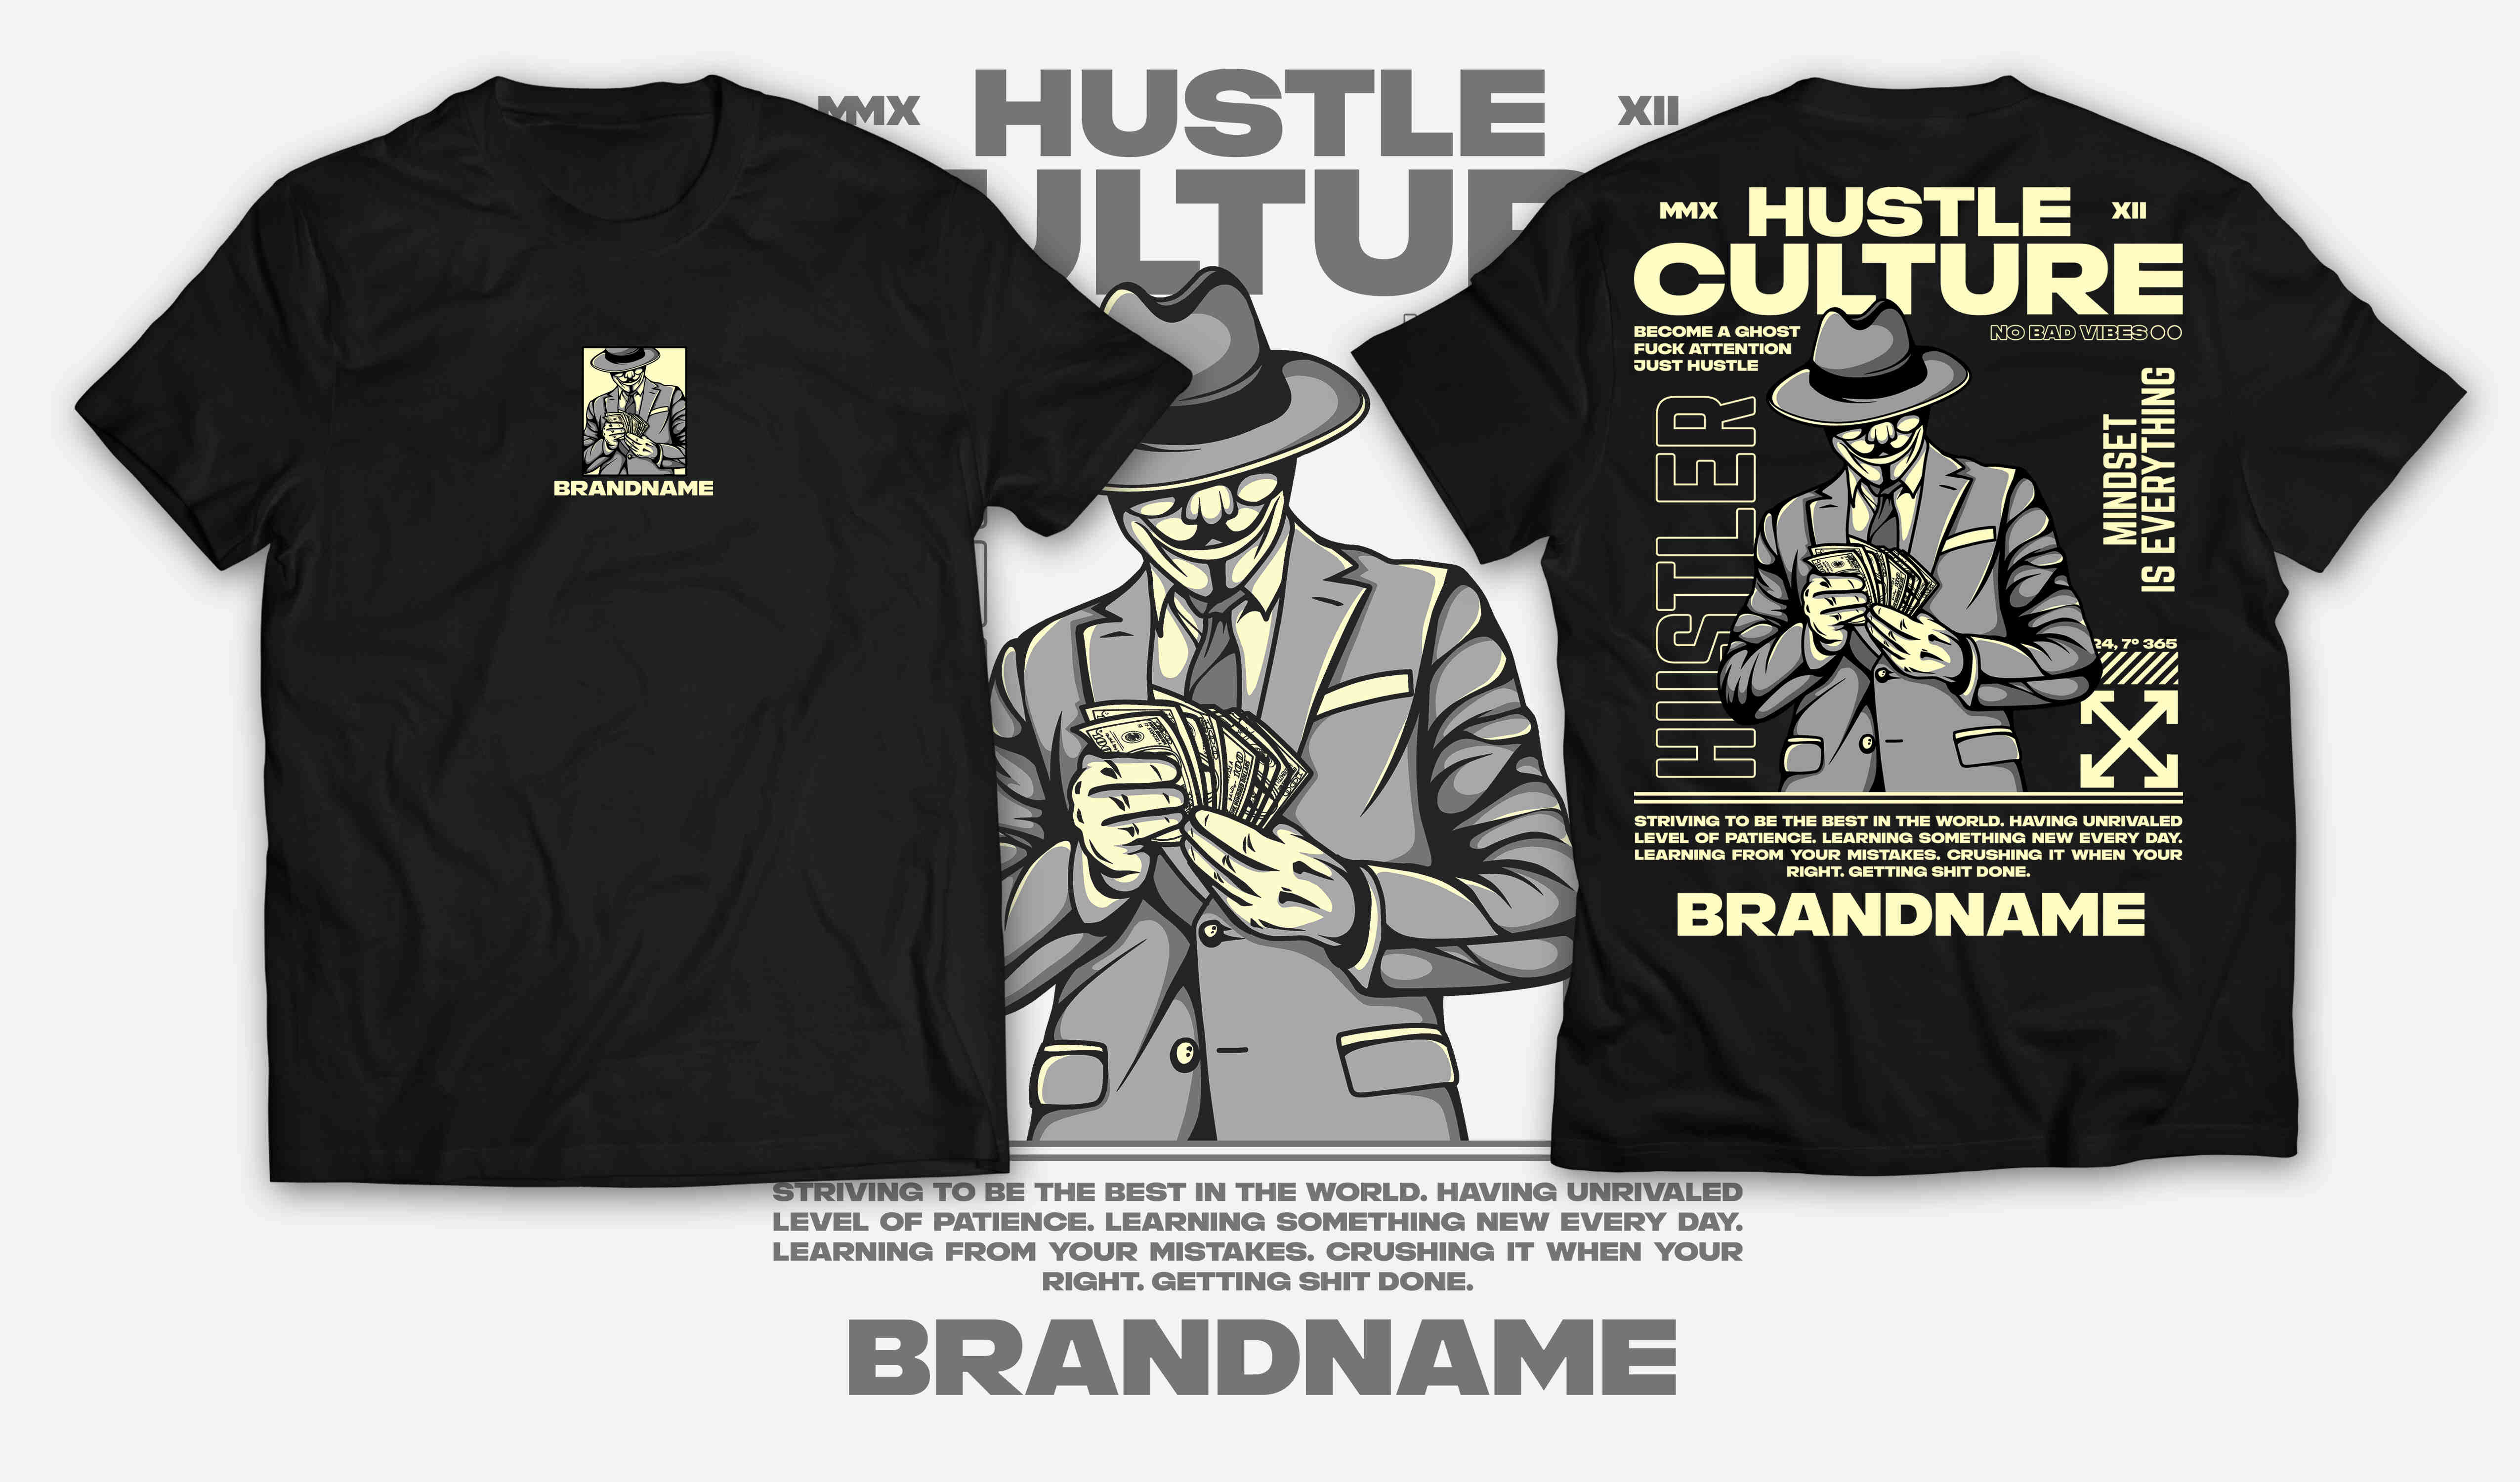 BRANDNAME
MMX HUSTLE XII
CULTURE
BECOME A GHOST
FUCK ATTENTION
JUST HUSTLE
NO BAD VIBES
HUSTLER
MINDSET
IS EVERYTHING
24, 7º 365
STRIVING TO BE THE BEST IN THE WORLD. HAVING UNRIVALED
LEVEL OF PATIENCE. LEARNING SOMETHING NEW EVERY DAY.
LEARNING FROM YOUR MISTAKES. CRUSHING IT WHEN YOUR
RIGHT. GETTING SHIT DONE.
BRANDNAME
MMX HUSTLE XII
ULTUR
STRIVING TO BE THE BEST IN THE WORLD. HAVING UNRIVALED
LEVEL OF PATIENCE. LEARNING SOMETHING NEW EVERY DAY.
LEARNING FROM YOUR MISTAKES. CRUSHING IT WHEN YOUR
RIGHT. GETTING SHIT DONE.
BRANDNAME